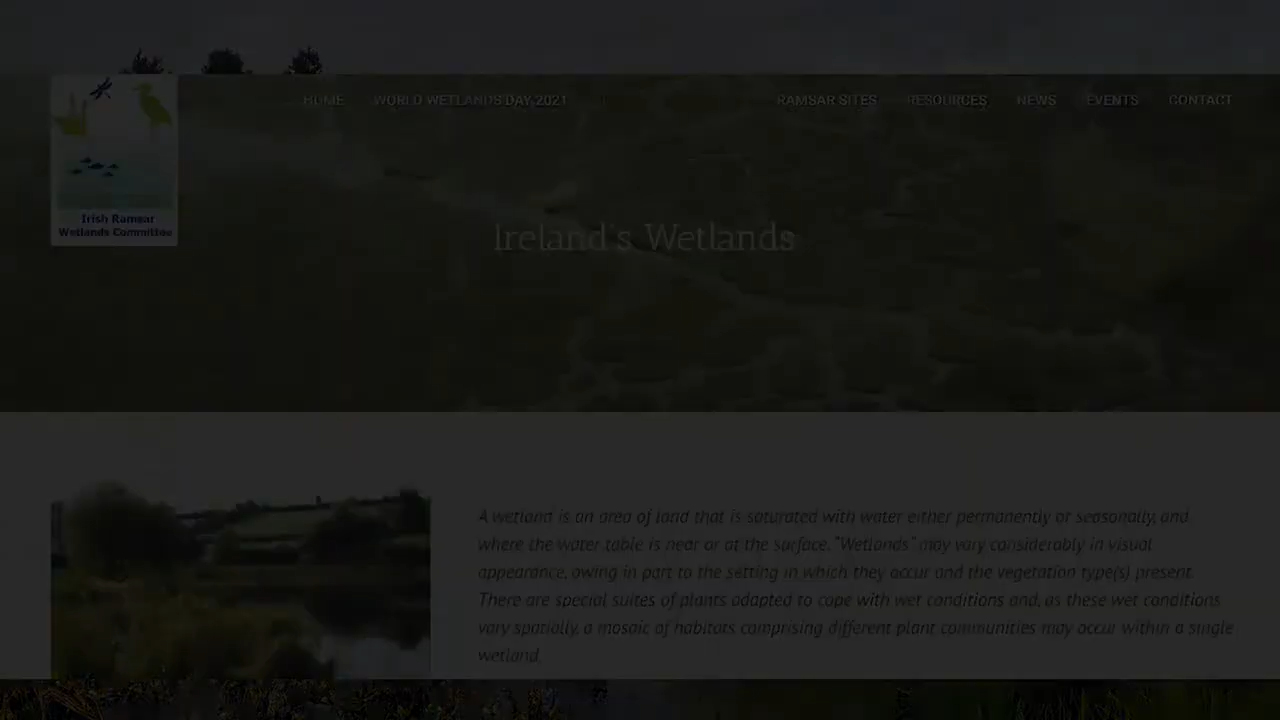 HOME WORLD WETLANDS DAY 2021 RAMSAR SITES RESOURCES NEWS EVENTS CONTACT
Irish Ramsar
Wetlands Committee
Ireland's Wetlands
A wetland is an area of land that is saturated with water either permanently or seasonally, and
where the water table is near or at the surface. "Wetlands" may vary considerably in visual
appearance, owing in part to the setting in which they occur and the vegetation type(s) present.
There are special suites of plants adapted to cope with wet conditions and, as these wet conditions
vary spatially, a mosaic of habitats comprising different plant communities may occur within a single
wetland.